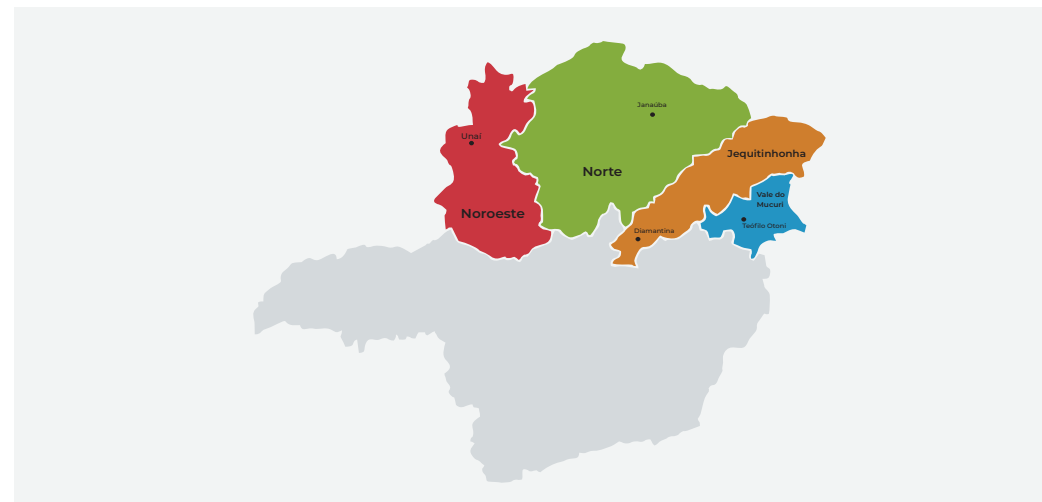 Janaúba
Unaí
Jequitinhonha
Norte
Vale do
Mucuri
Noroeste
Teófilo Otoni
Diamantina